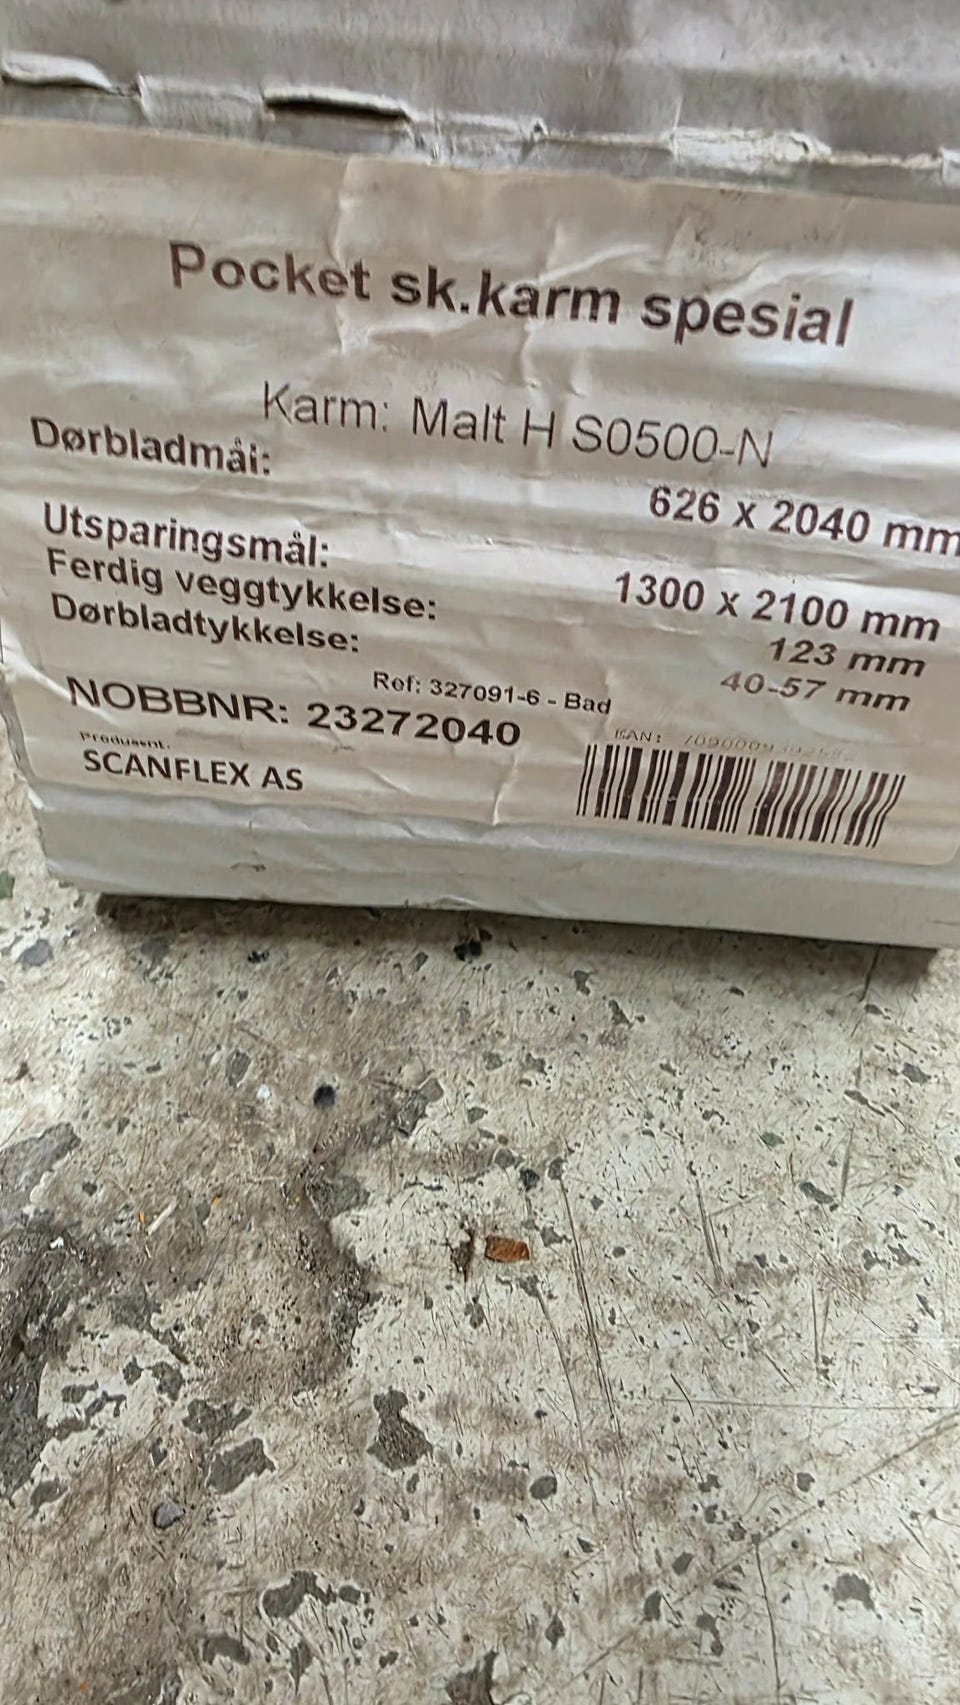 Pocket sk.karm spesial
Karm: Malt H S0500-N
Dørbladmål: 626 x 2040 mm
Utsparingsmål: 1300 x 2100 mm
Ferdig veggtykkelse: 123 mm
Dørbladtykkelse: 40-57 mm
Ref: 327091-6 - Bad
NOBBNR: 23272040
EAN:
Produsent.
SCANFLEX AS